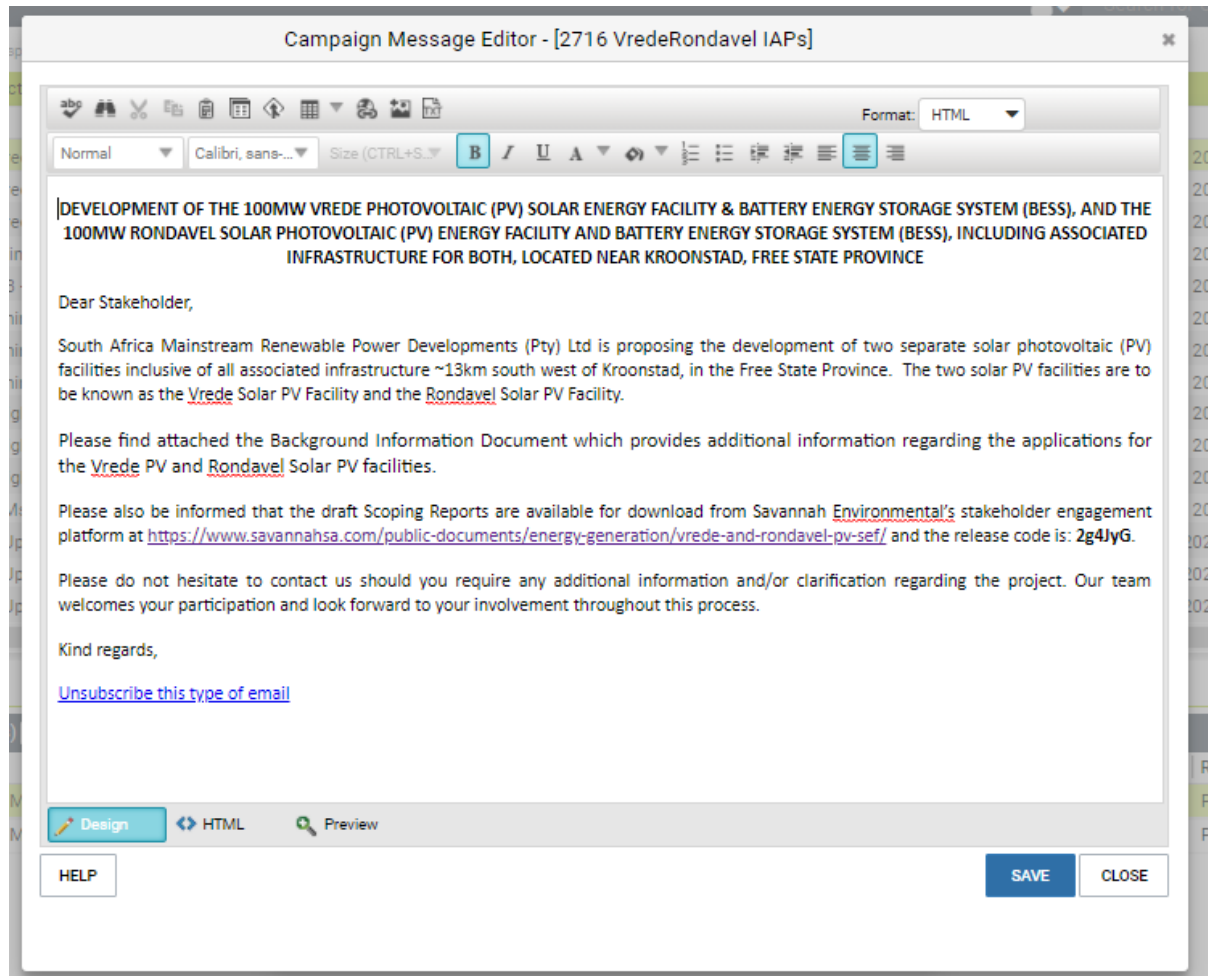 Campaign Message Editor - [2716 VredeRondavel IAPs]
Format: HTML
Normal Calibri, sans-... Size (CTRL+S... B I U A
DEVELOPMENT OF THE 100MW VREDE PHOTOVOLTAIC (PV) SOLAR ENERGY FACILITY & BATTERY ENERGY STORAGE SYSTEM (BESS), AND THE
100MW RONDAVEL SOLAR PHOTOVOLTAIC (PV) ENERGY FACILITY AND BATTERY ENERGY STORAGE SYSTEM (BESS), INCLUDING ASSOCIATED
INFRASTRUCTURE FOR BOTH, LOCATED NEAR KROONSTAD, FREE STATE PROVINCE
Dear Stakeholder,
South Africa Mainstream Renewable Power Developments (Pty) Ltd is proposing the development of two separate solar photovoltaic (PV)
facilities inclusive of all associated infrastructure ~13km south west of Kroonstad, in the Free State Province. The two solar PV facilities are to
be known as the Vrede Solar PV Facility and the Rondavel Solar PV Facility.
Please find attached the Background Information Document which provides additional information regarding the applications for
the Vrede PV and Rondavel Solar PV facilities.
Please also be informed that the draft Scoping Reports are available for download from Savannah Environmental's stakeholder engagement
platform at https://www.savannahsa.com/public-documents/energy-generation/vrede-and-rondavel-pv-sef/ and the release code is: 2g4JyG.
Please do not hesitate to contact us should you require any additional information and/or clarification regarding the project. Our team
welcomes your participation and look forward to your involvement throughout this process.
Kind regards,
Unsubscribe this type of email
Design HTML Preview
HELP SAVE CLOSE